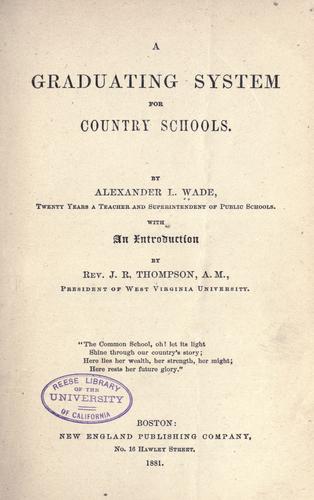 A
GRADUATING SYSTEM
FOR
COUNTRY SCHOOLS.
BY
ALEXANDER L. WADE,
TWENTY YEARS A TEACHER AND SUPERINTENDENT OF PUBLIC SCHOOLS.
WITH
An Introduction
BY
REV. J. R. THOMPSON, A. M.,
PRESIDENT OF WEST VIRGINIA UNIVERSITY.
"The Common School, oh! let its light
Shine through our country's story;
Here lies her wealth, her strength, her might;
Here rests her future glory."
REESE LIBRARY
OF THE
UNIVERSITY
OF CALIFORNIA
BOSTON:
NEW ENGLAND PUBLISHING COMPANY,
No. 16 HAWLEY STREET.
1881.